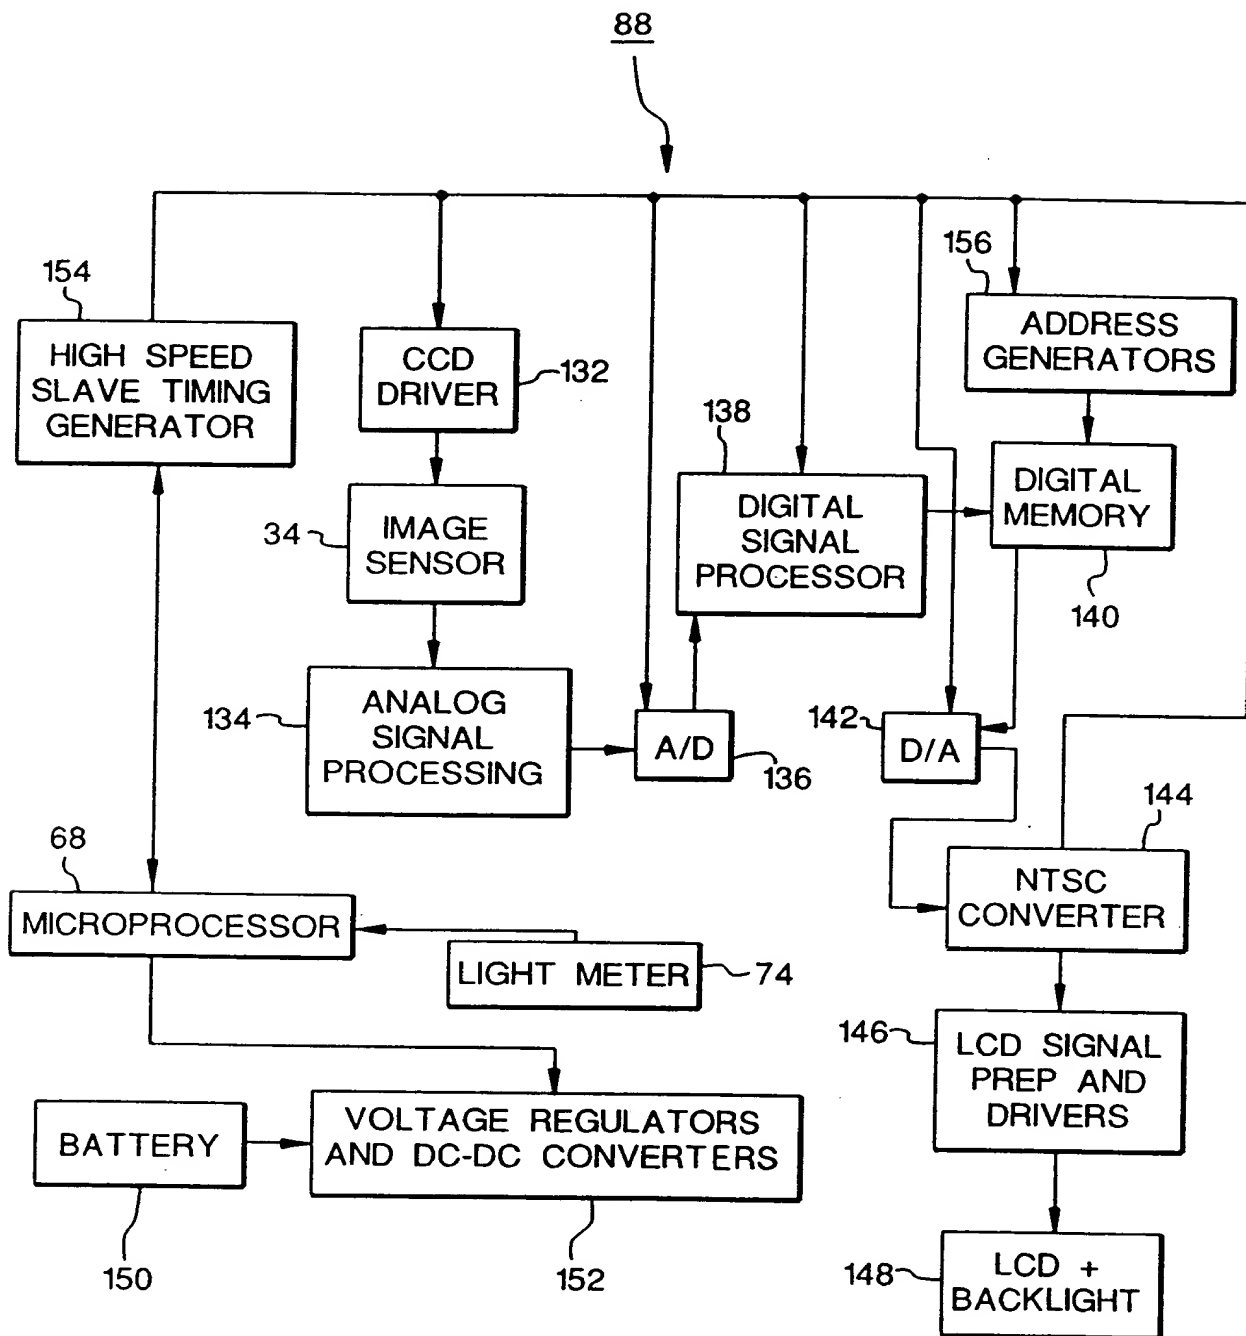 88
154
HIGH SPEED
SLAVE TIMING
GENERATOR
CCD
DRIVER
132
156
ADDRESS
GENERATORS
34
IMAGE
SENSOR
138
DIGITAL
SIGNAL
PROCESSOR
DIGITAL
MEMORY
140
134
ANALOG
SIGNAL
PROCESSING
A/D
136
142
D/A
144
NTSC
CONVERTER
68
MICROPROCESSOR
LIGHT METER
74
146
LCD SIGNAL
PREP AND
DRIVERS
BATTERY
150
VOLTAGE REGULATORS
AND DC-DC CONVERTERS
152
148
LCD +
BACKLIGHT